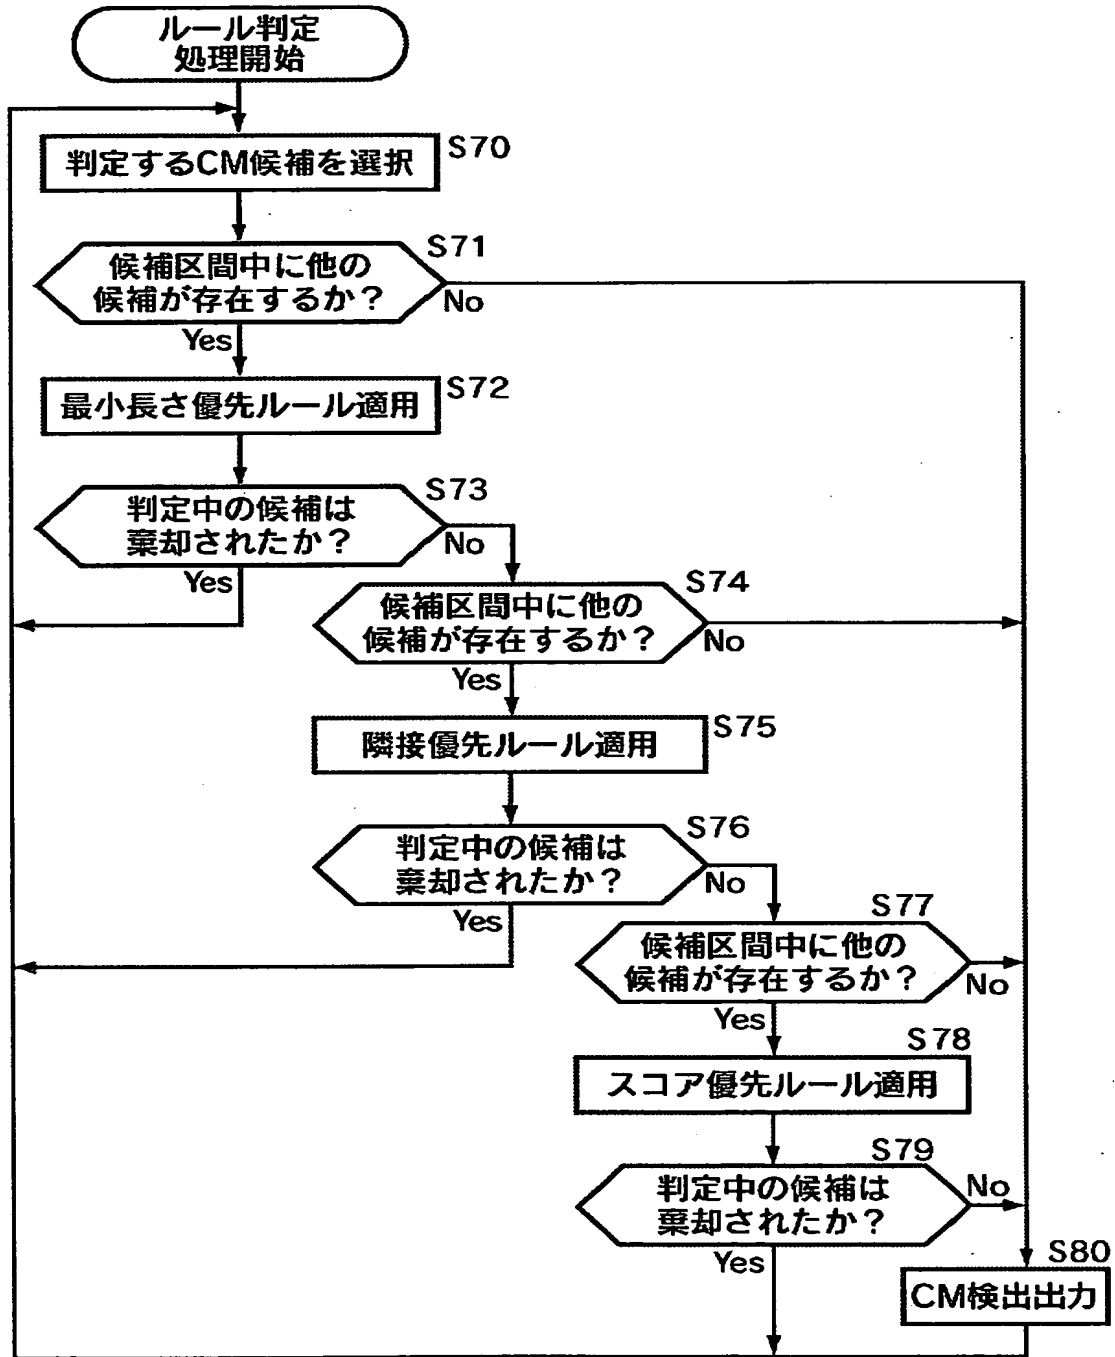 ルール判定
処理開始
判定するCM候補を選択
S70
候補区間中に他の
候補が存在するか？
S71
No
Yes
最小長さ優先ルール適用
S72
判定中の候補は
棄却されたか？
S73
No
Yes
候補区間中に他の
候補が存在するか？
S74
No
Yes
隣接優先ルール適用
S75
判定中の候補は
棄却されたか？
S76
No
Yes
候補区間中に他の
候補が存在するか？
S77
No
Yes
スコア優先ルール適用
S78
判定中の候補は
棄却されたか？
S79
No
Yes
S80
CM検出出力